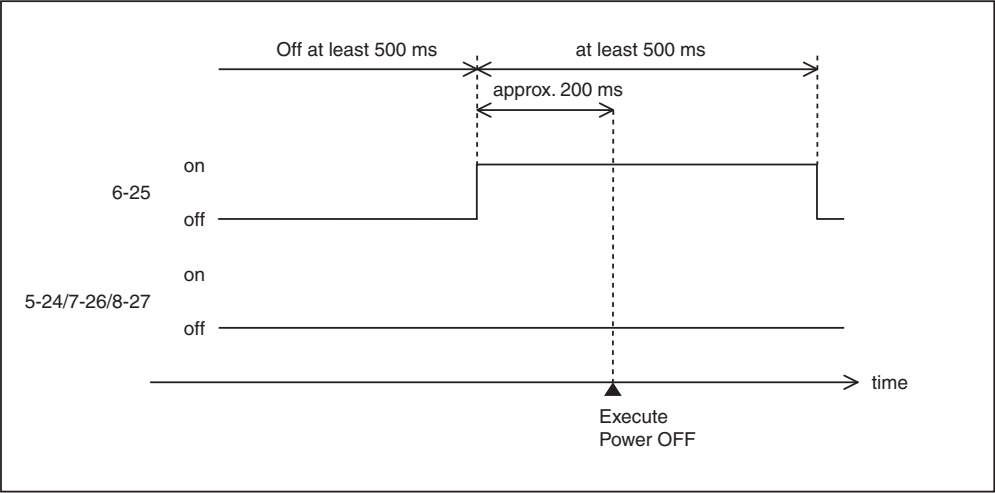 Off at least 500 ms
at least 500 ms
approx. 200 ms
on
6-25
off
on
5-24/7-26/8-27
off
time
Execute
Power OFF